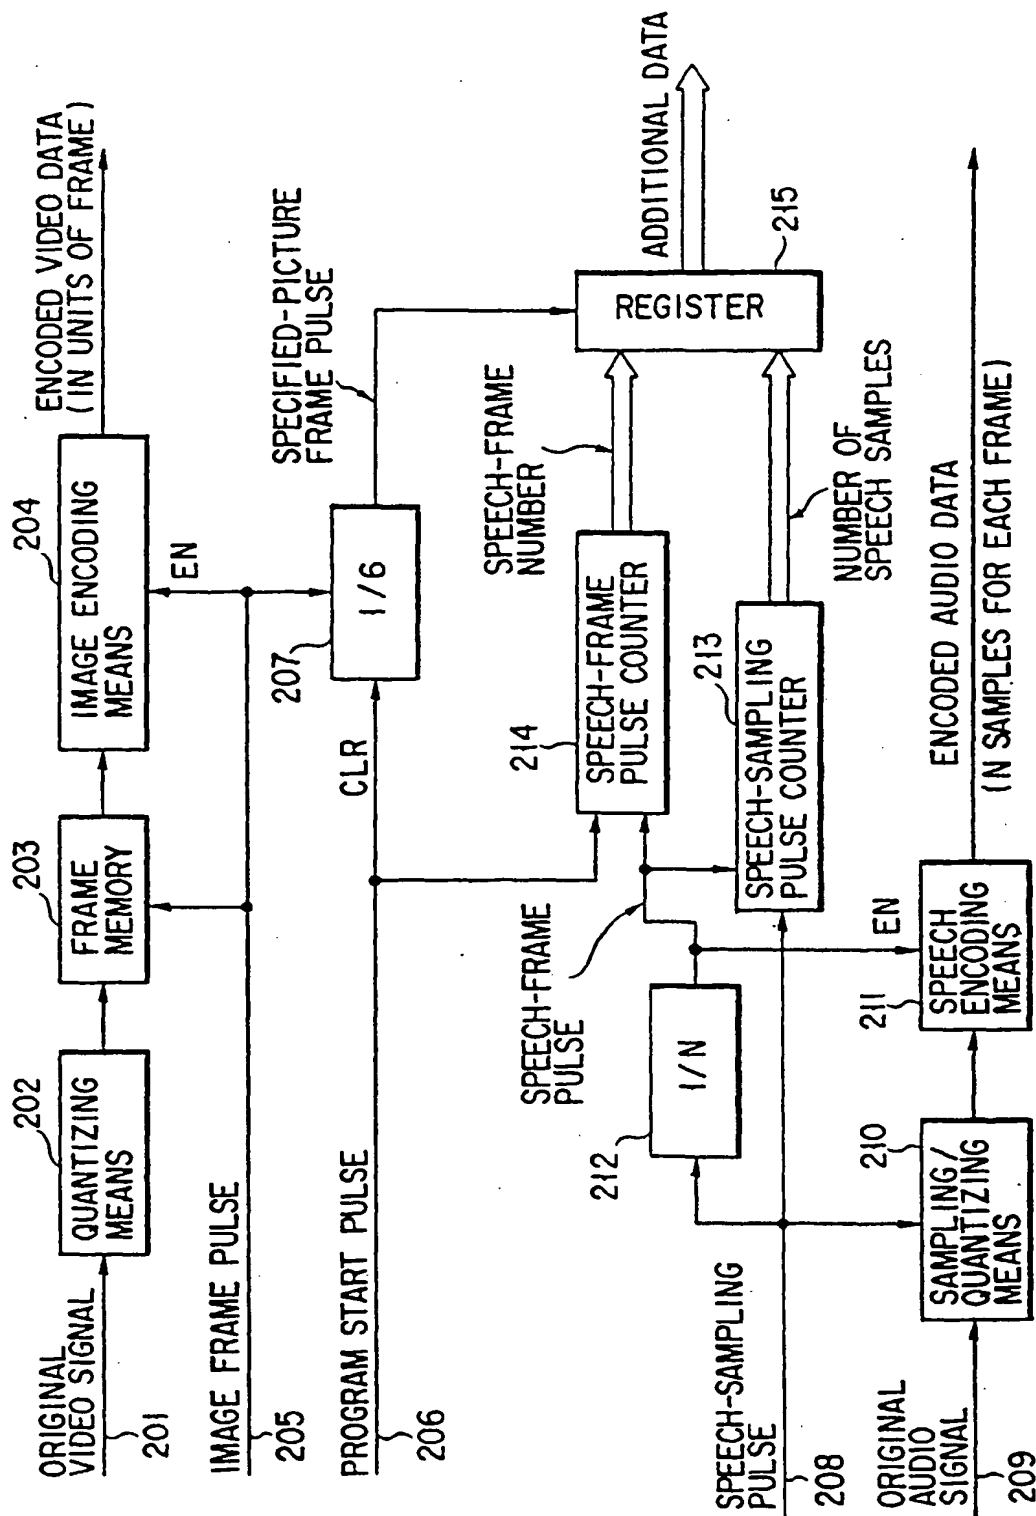 ORIGINAL
VIDEO SIGNAL
201
202
QUANTIZING
MEANS
203
FRAME
MEMORY
204
IMAGE ENCODING
MEANS
ENCODED VIDEO DATA
(IN UNITS OF FRAME)
IMAGE FRAME PULSE
205
EN
PROGRAM START PULSE
206
CLR
207
1/6
SPECIFIED-PICTURE
FRAME PULSE
214
SPEECH-FRAME
PULSE COUNTER
SPEECH-FRAME
NUMBER
REGISTER
215
ADDITIONAL DATA
SPEECH-FRAME
PULSE
213
SPEECH-SAMPLING
PULSE COUNTER
NUMBER OF
SPEECH SAMPLES
212
1/N
EN
SPEECH-SAMPLING
PULSE
208
ORIGINAL
AUDIO
SIGNAL
209
210
SAMPLING/
QUANTIZING
MEANS
211
SPEECH
ENCODING
MEANS
ENCODED AUDIO DATA
(N SAMPLES FOR EACH FRAME)